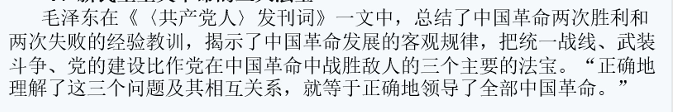 毛泽东在《〈共产党人〉发刊词》一文中，总结了中国革命两次胜利和
两次失败的经验教训，揭示了中国革命发展的客观规律，把统一战线、武装
斗争、党的建设比作党在中国革命中战胜敌人的三个主要的法宝。“正确地
理解了这三个问题及其相互关系，就等于正确地领导了全部中国革命。”